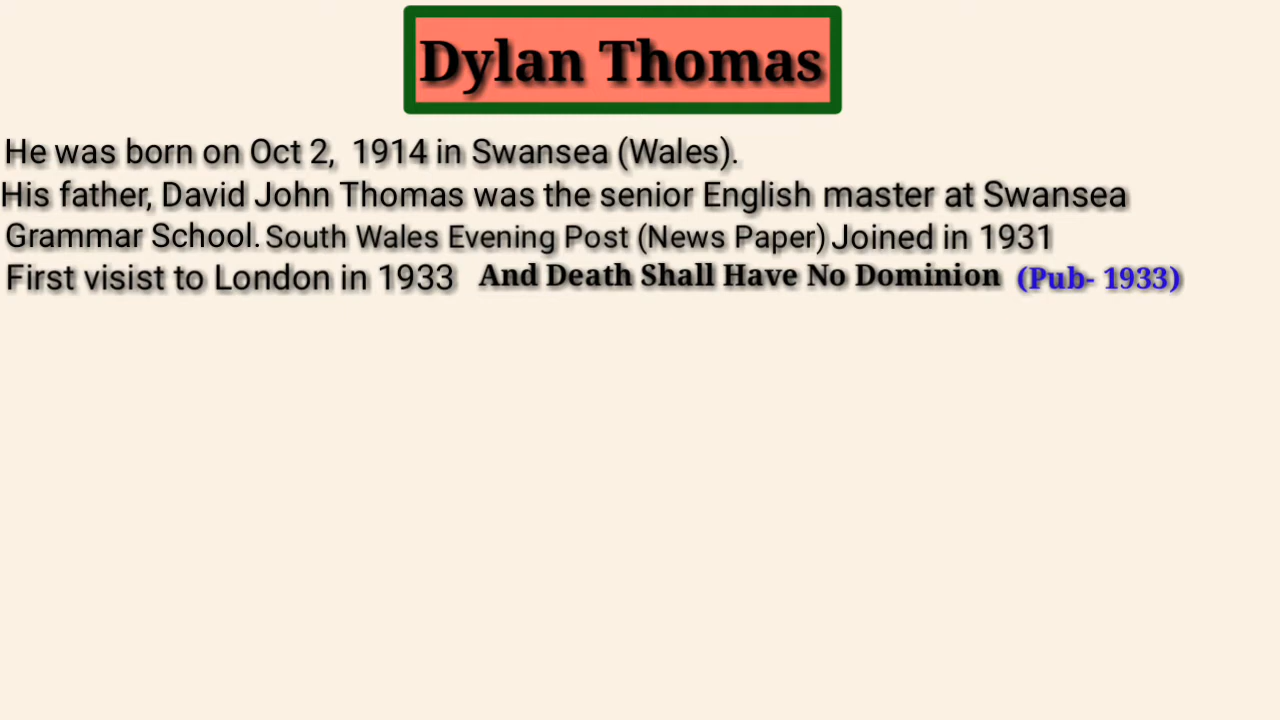 Dylan Thomas
He was born on Oct 2, 1914 in Swansea (Wales).
His father, David John Thomas was the senior English master at Swansea
Grammar School. South Wales Evening Post (News Paper) Joined in 1931
First visist to London in 1933 And Death Shall Have No Dominion (Pub- 1933)